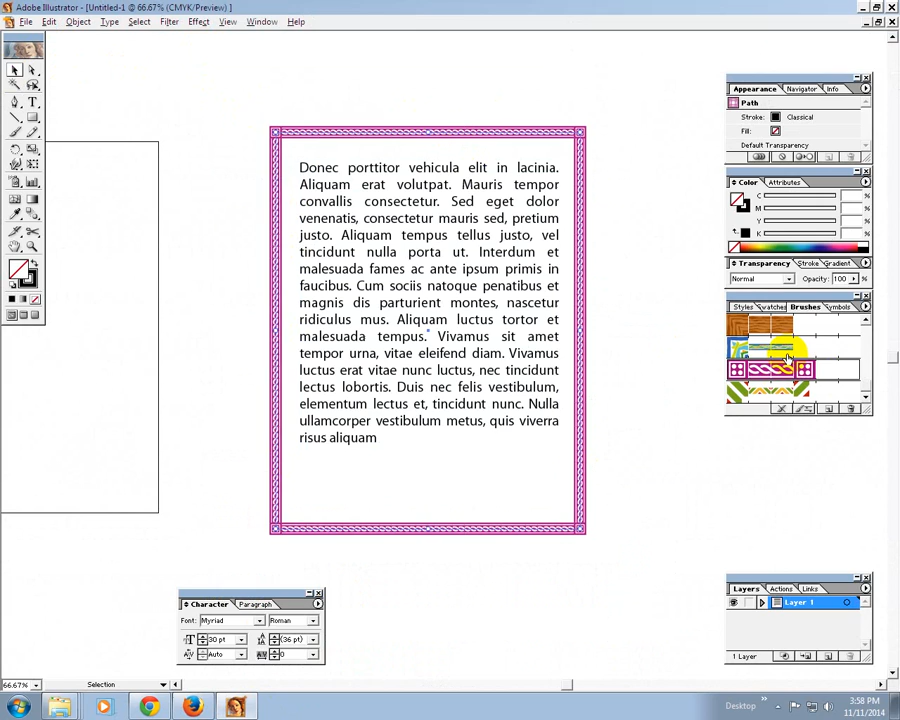 Adobe Illustrator - [Untitled-1 @ 66.67% (CMYK/Preview) ]
File Edit Object Type Select Filter Effect View Window Help
Appearance Navigator Info
Path
Stroke: Classical
Fill:
Default Transparency
Color Attributes
C
M
Y
K
Transparency Stroke Gradient
Normal Opacity: 100
Styles Swatches Brushes Symbols
Donec porttitor vehicula elit in lacinia.
Aliquam erat volutpat. Mauris tempor
convallis consectetur. Sed eget dolor
venenatis, consectetur mauris sed, pretium
justo. Aliquam tempus tellus justo, vel
tincidunt nulla porta ut. Interdum et
malesuada fames ac ante ipsum primis in
faucibus. Cum sociis natoque penatibus et
magnis dis parturient montes, nascetur
ridiculus mus. Aliquam luctus tortor et
malesuada tempus. Vivamus sit amet
tempor urna, vitae eleifend diam. Vivamus
luctus erat vitae nunc luctus, nec tincidunt
lectus lobortis. Duis nec felis vestibulum,
elementum lectus et, tincidunt nunc. Nulla
ullamcorper vestibulum metus, quis viverra
risus aliquam
Layers Actions Links
Layer 1
1 Layer
Character Paragraph
Font: Myriad Roman
30 pt (36 pt)
Auto 0
66.67% Selection
Desktop
3:58 PM
11/11/2014